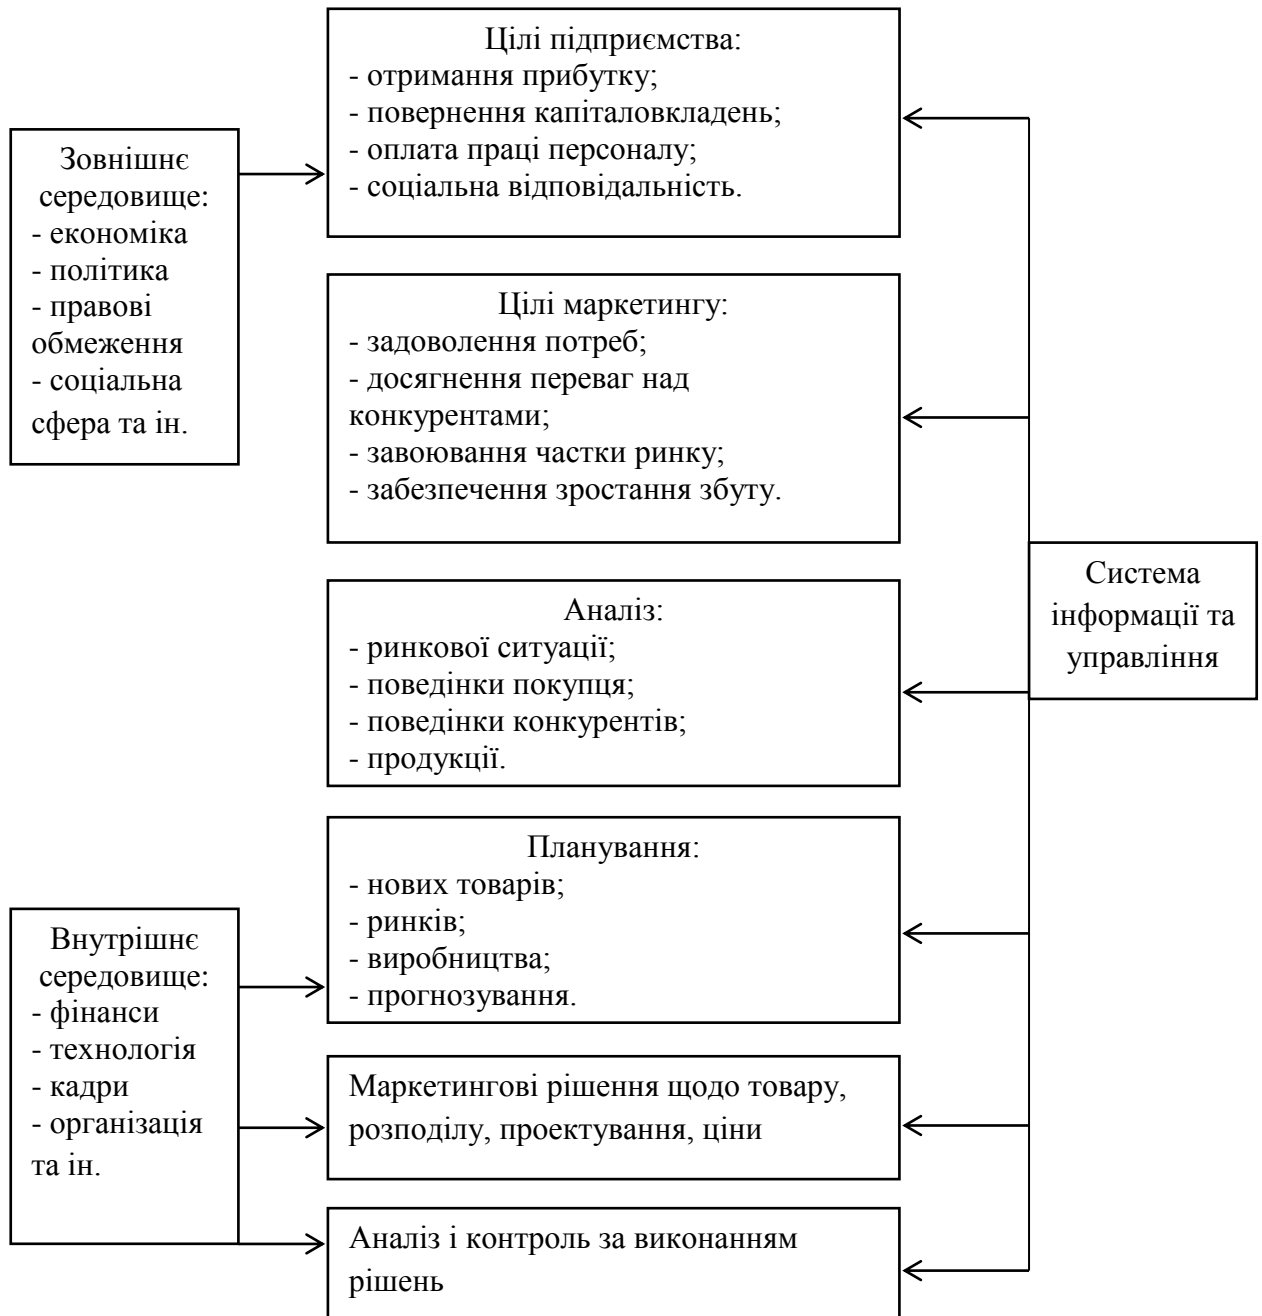 Цілі підприємства:
- отримання прибутку;
- повернення капіталовкладень;
- оплата праці персоналу;
- соціальна відповідальність.
Зовнішнє
середовище:
- економіка
- політика
- правові
обмеження
- соціальна
сфера та ін.
Цілі маркетингу:
- задоволення потреб;
- досягнення переваг над
конкурентами;
- завоювання частки ринку;
- забезпечення зростання збуту.
Система
інформації та
управління
Аналіз:
- ринкової ситуації;
- поведінки покупця;
- поведінки конкурентів;
- продукції.
Планування:
- нових товарів;
- ринків;
- виробництва;
- прогнозування.
Внутрішнє
середовище:
- фінанси
- технологія
- кадри
- організація
та ін.
Маркетингові рішення щодо товару,
розподілу, проектування, ціни
Аналіз і контроль за виконанням
рішень